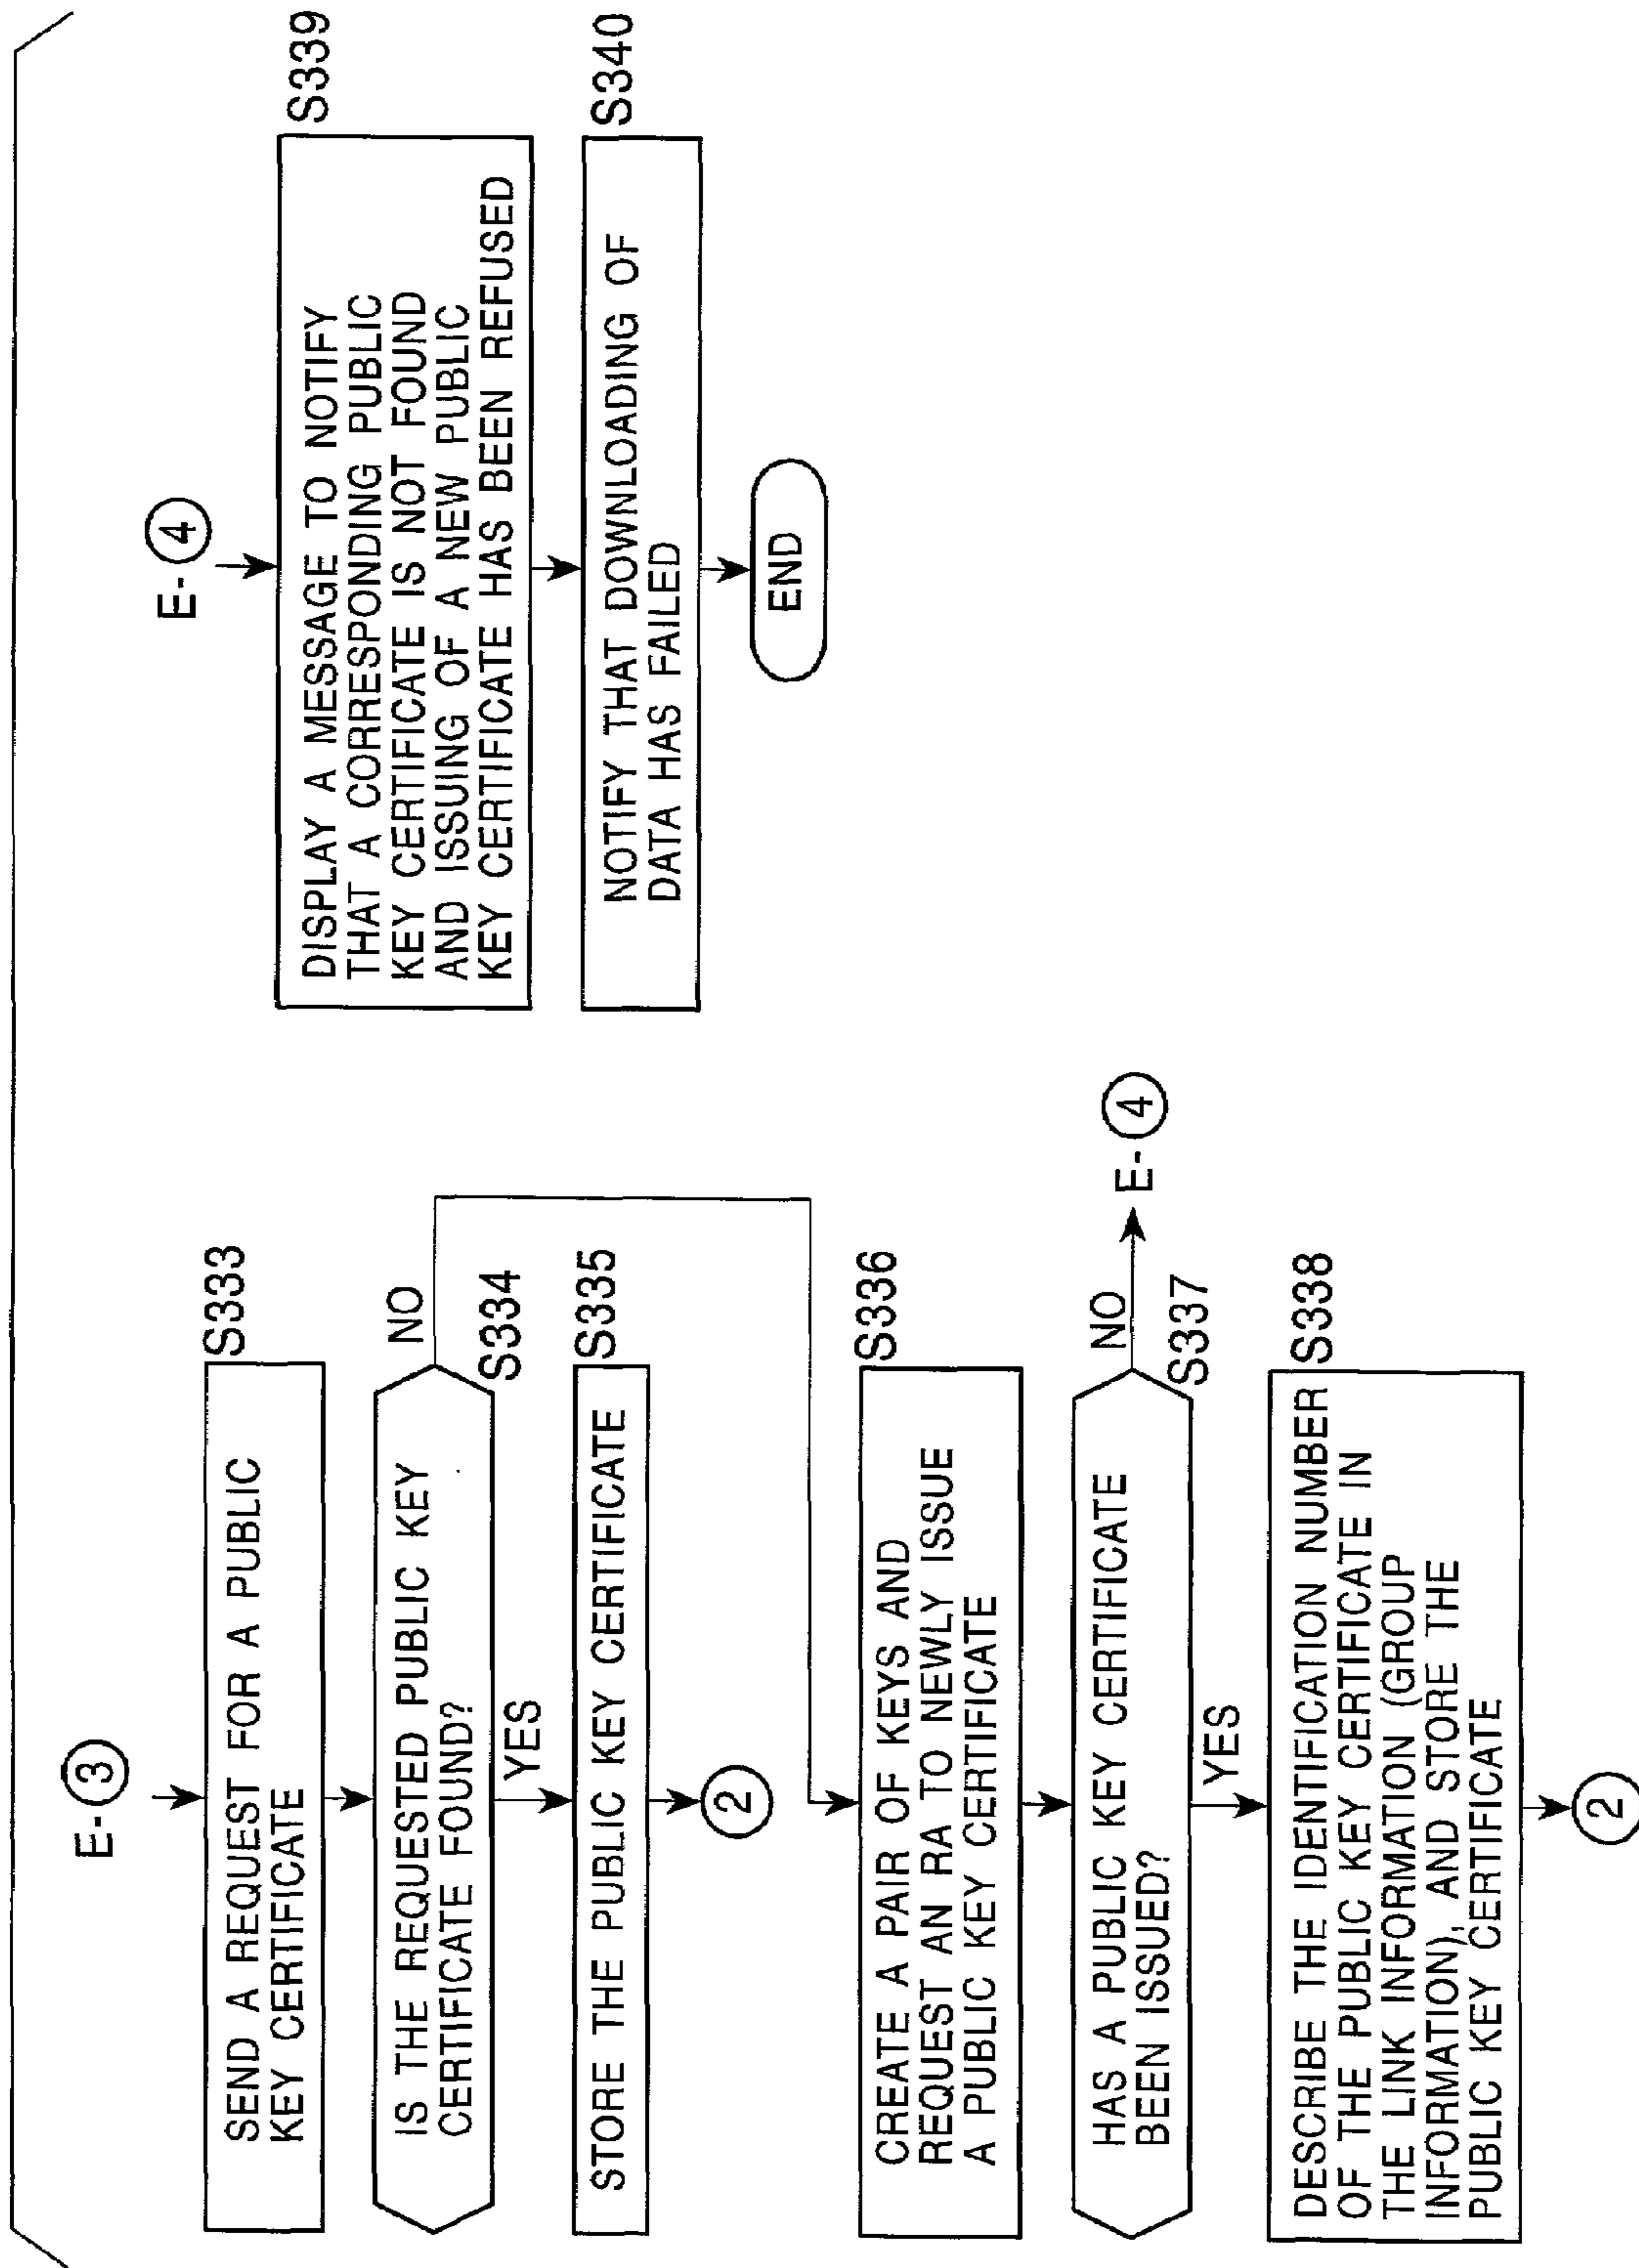 E-3
SEND A REQUEST FOR A PUBLIC
KEY CERTIFICATE
S333
IS THE REQUESTED PUBLIC KEY
CERTIFICATE FOUND?
NO
S334
YES
STORE THE PUBLIC KEY CERTIFICATE
S335
2
CREATE A PAIR OF KEYS AND
REQUEST AN RA TO NEWLY ISSUE
A PUBLIC KEY CERTIFICATE
S336
HAS A PUBLIC KEY CERTIFICATE
BEEN ISSUED?
NO
E-4
S337
YES
DESCRIBE THE IDENTIFICATION NUMBER
OF THE PUBLIC KEY CERTIFICATE IN
THE LINK INFORMATION (GROUP
INFORMATION), AND STORE THE
PUBLIC KEY CERTIFICATE
S338
2
E-4
DISPLAY A MESSAGE TO NOTIFY
THAT A CORRESPONDING PUBLIC
KEY CERTIFICATE IS NOT FOUND
AND ISSUING OF A NEW PUBLIC
KEY CERTIFICATE HAS BEEN REFUSED
S339
NOTIFY THAT DOWNLOADING OF
DATA HAS FAILED
S340
END